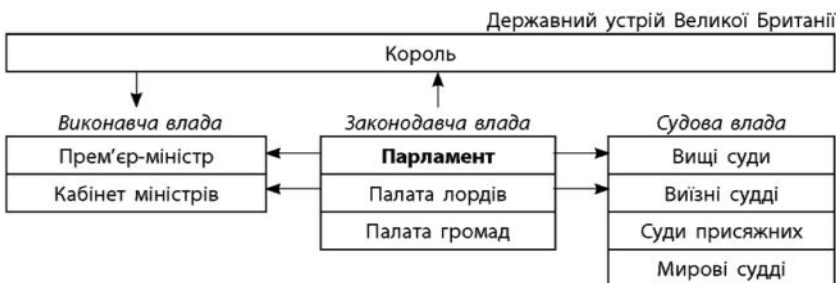 Державний устрій Великої Британії
Король
Виконавча влада
Законодавча влада
Судова влада
Прем’єр-міністр
Парламент
Вищі суди
Кабінет міністрів
Палата лордів
Виїзні судді
Палата громад
Суди присяжних
Мирові судді